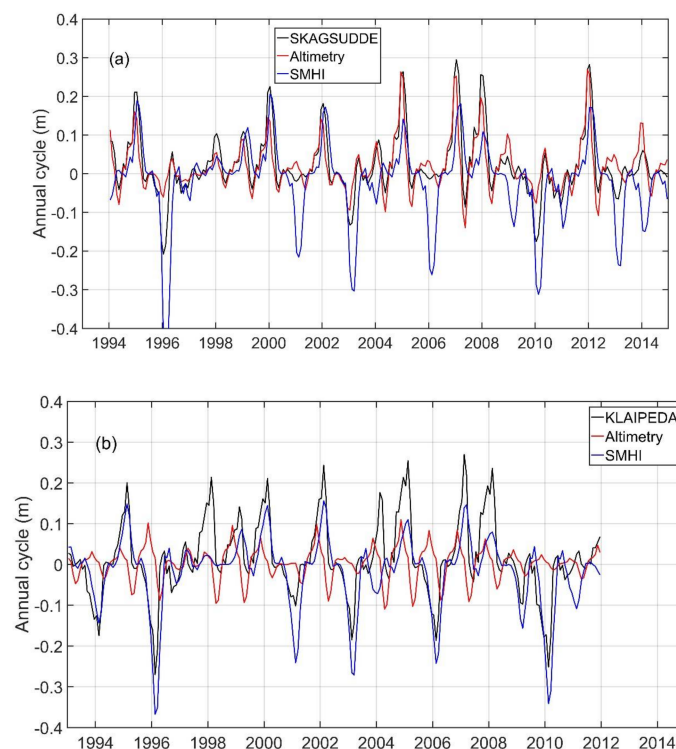 0.4
0.3
0.2
0.1
0
-0.1
-0.2
-0.3
-0.4
Annual cycle (m)
(a)
SKAGSUDDE
Altimetry
SMHI
1994 1996 1998 2000 2002 2004 2006 2008 2010 2012 2014
0.4
0.3
0.2
0.1
0
-0.1
-0.2
-0.3
-0.4
Annual cycle (m)
(b)
KLAIPEDA
Altimetry
SMHI
1994 1996 1998 2000 2002 2004 2006 2008 2010 2012 2014